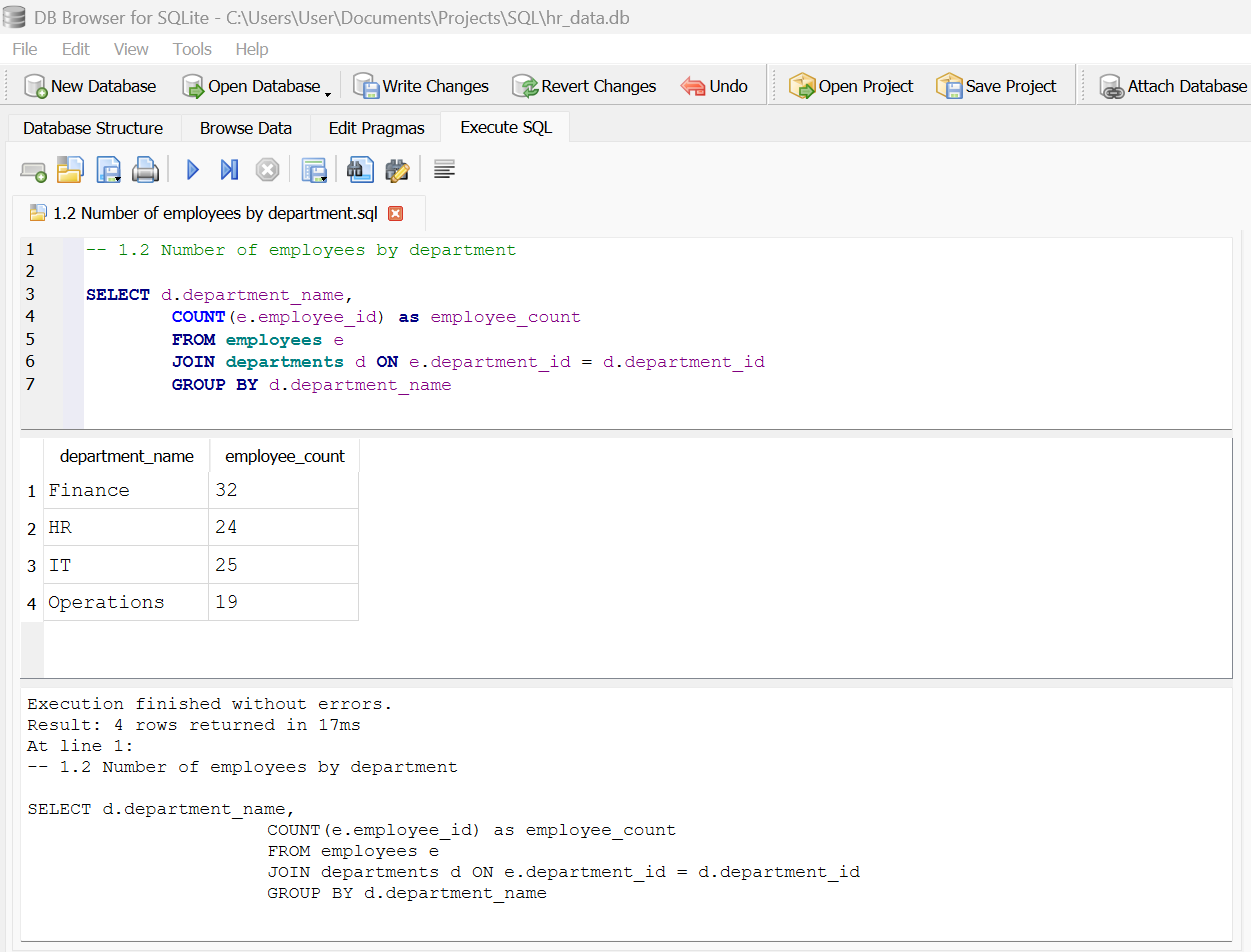 DB Browser for SQLite - C:\Users\User\Documents\Projects\SQL\hr_data.db
File Edit View Tools Help
New Database Open Database Write Changes Revert Changes Undo Open Project Save Project Attach Database
Database Structure Browse Data Edit Pragmas Execute SQL
1.2 Number of employees by department.sql
1 -- 1.2 Number of employees by department
2
3 SELECT d.department_name,
4 COUNT(e.employee_id) as employee_count
5 FROM employees e
6 JOIN departments d ON e.department_id = d.department_id
7 GROUP BY d.department_name
department_name employee_count
1 Finance 32
2 HR 24
3 IT 25
4 Operations 19
Execution finished without errors.
Result: 4 rows returned in 17ms
At line 1:
-- 1.2 Number of employees by department
SELECT d.department_name,
COUNT(e.employee_id) as employee_count
FROM employees e
JOIN departments d ON e.department_id = d.department_id
GROUP BY d.department_name